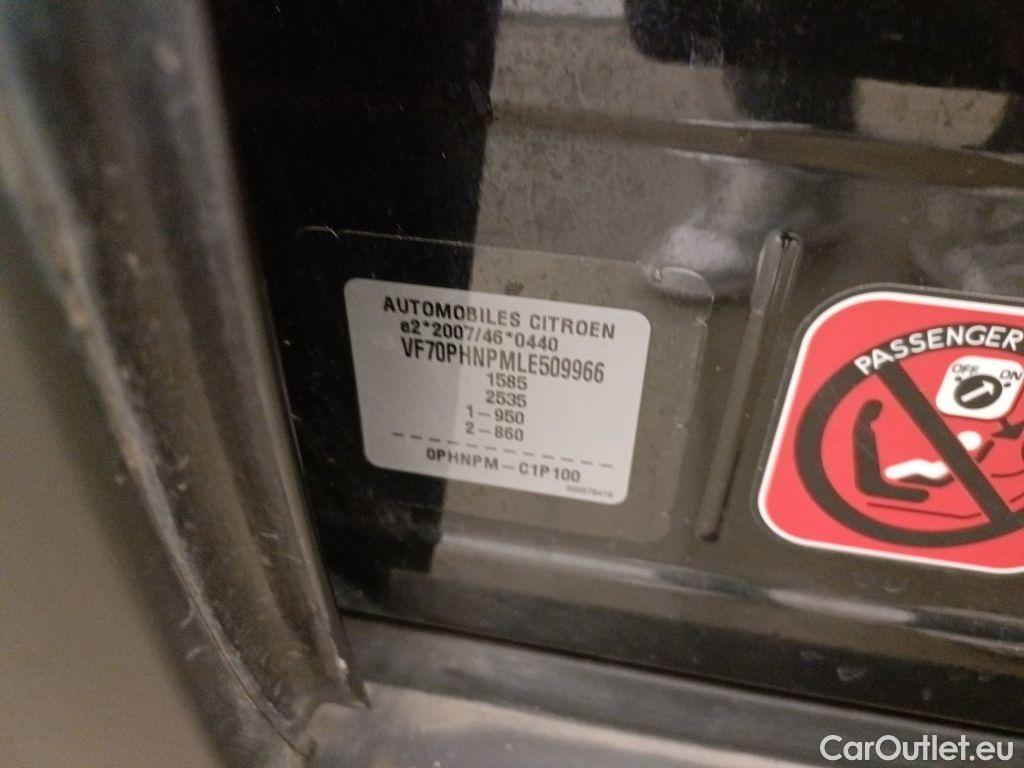 AUTOMOBILES CITROEN
e2*2007/46*0440
VF70PHNPMLE509966
1585
2535
1-950
2-860
0PHNPM-C1P100
PASSENGER
OFF ON
CarOutlet.eu